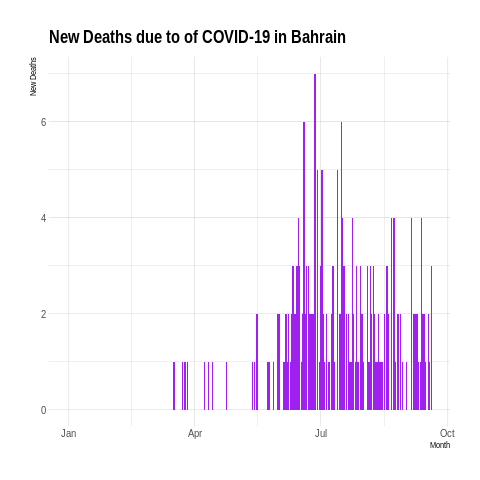 New Deaths due to of COVID-19 in Bahrain
New Deaths
6
4
2
0
Jan Apr Jul Oct
Month